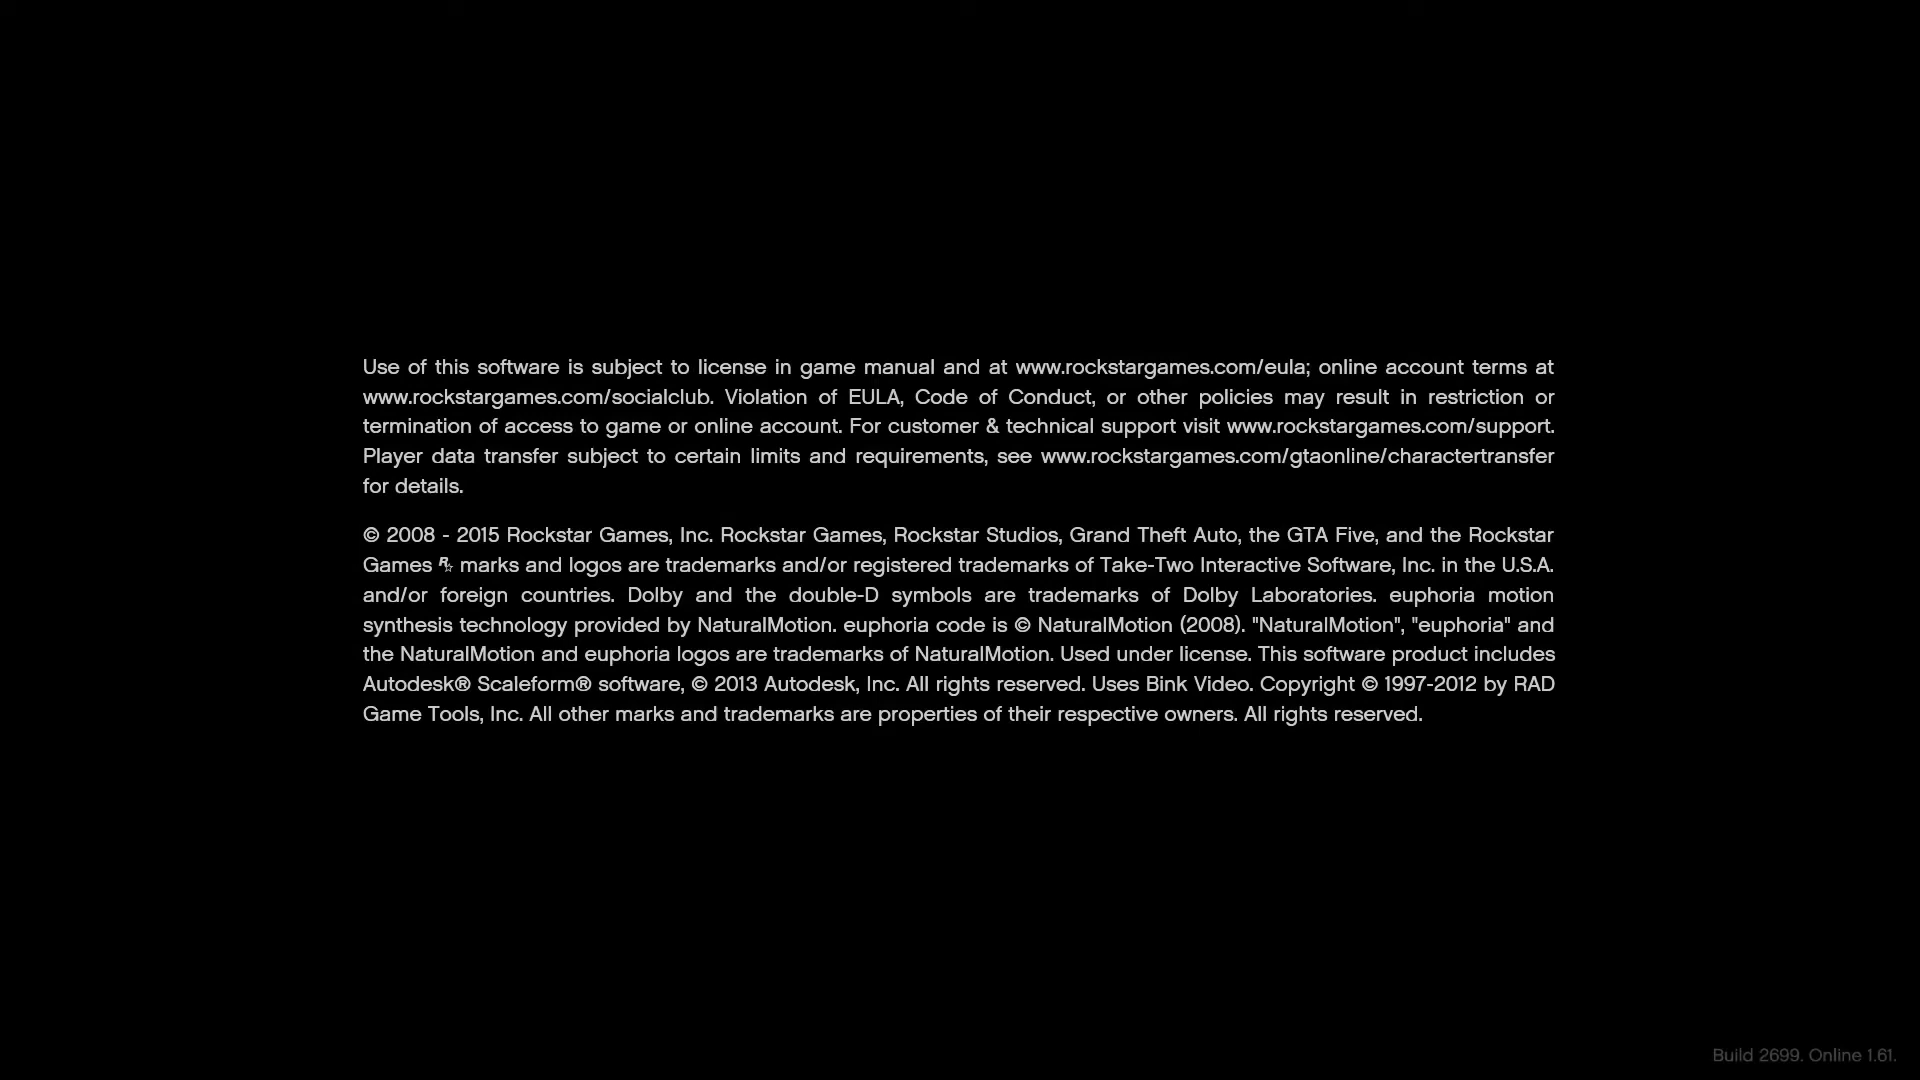 Use of this software is subject to license in game manual and at www.rockstargames.com/eula; online account terms at
www.rockstargames.com/socialclub. Violation of EULA, Code of Conduct, or other policies may result in restriction or
termination of access to game or online account. For customer & technical support visit www.rockstargames.com/support.
Player data transfer subject to certain limits and requirements, see www.rockstargames.com/gtaonline/charactertransfer
for details.
© 2008 - 2015 Rockstar Games, Inc. Rockstar Games, Rockstar Studios, Grand Theft Auto, the GTA Five, and the Rockstar
Games R☆ marks and logos are trademarks and/or registered trademarks of Take-Two Interactive Software, Inc. in the U.S.A.
and/or foreign countries. Dolby and the double-D symbols are trademarks of Dolby Laboratories. euphoria motion
synthesis technology provided by NaturalMotion. euphoria code is © NaturalMotion (2008). "NaturalMotion", "euphoria" and
the NaturalMotion and euphoria logos are trademarks of NaturalMotion. Used under license. This software product includes
Autodesk® Scaleform® software, © 2013 Autodesk, Inc. All rights reserved. Uses Bink Video. Copyright © 1997-2012 by RAD
Game Tools, Inc. All other marks and trademarks are properties of their respective owners. All rights reserved.
Build 2699. Online 1.61.